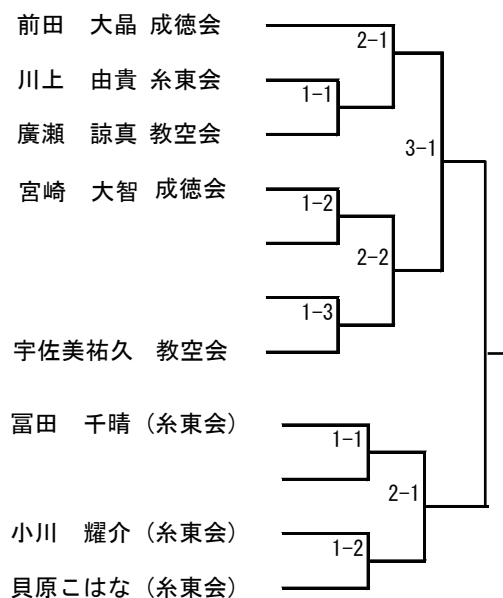 前田　大晶 成徳会
2-1
川上　由貴 糸東会
1-1
廣瀬　諒真 教空会
3-1
宮崎　大智 成徳会
1-2
2-2
1-3
宇佐美祐久　教空会
冨田　千晴（糸東会）
1-1
2-1
小川　耀介（糸東会）
1-2
貝原こはな（糸東会）